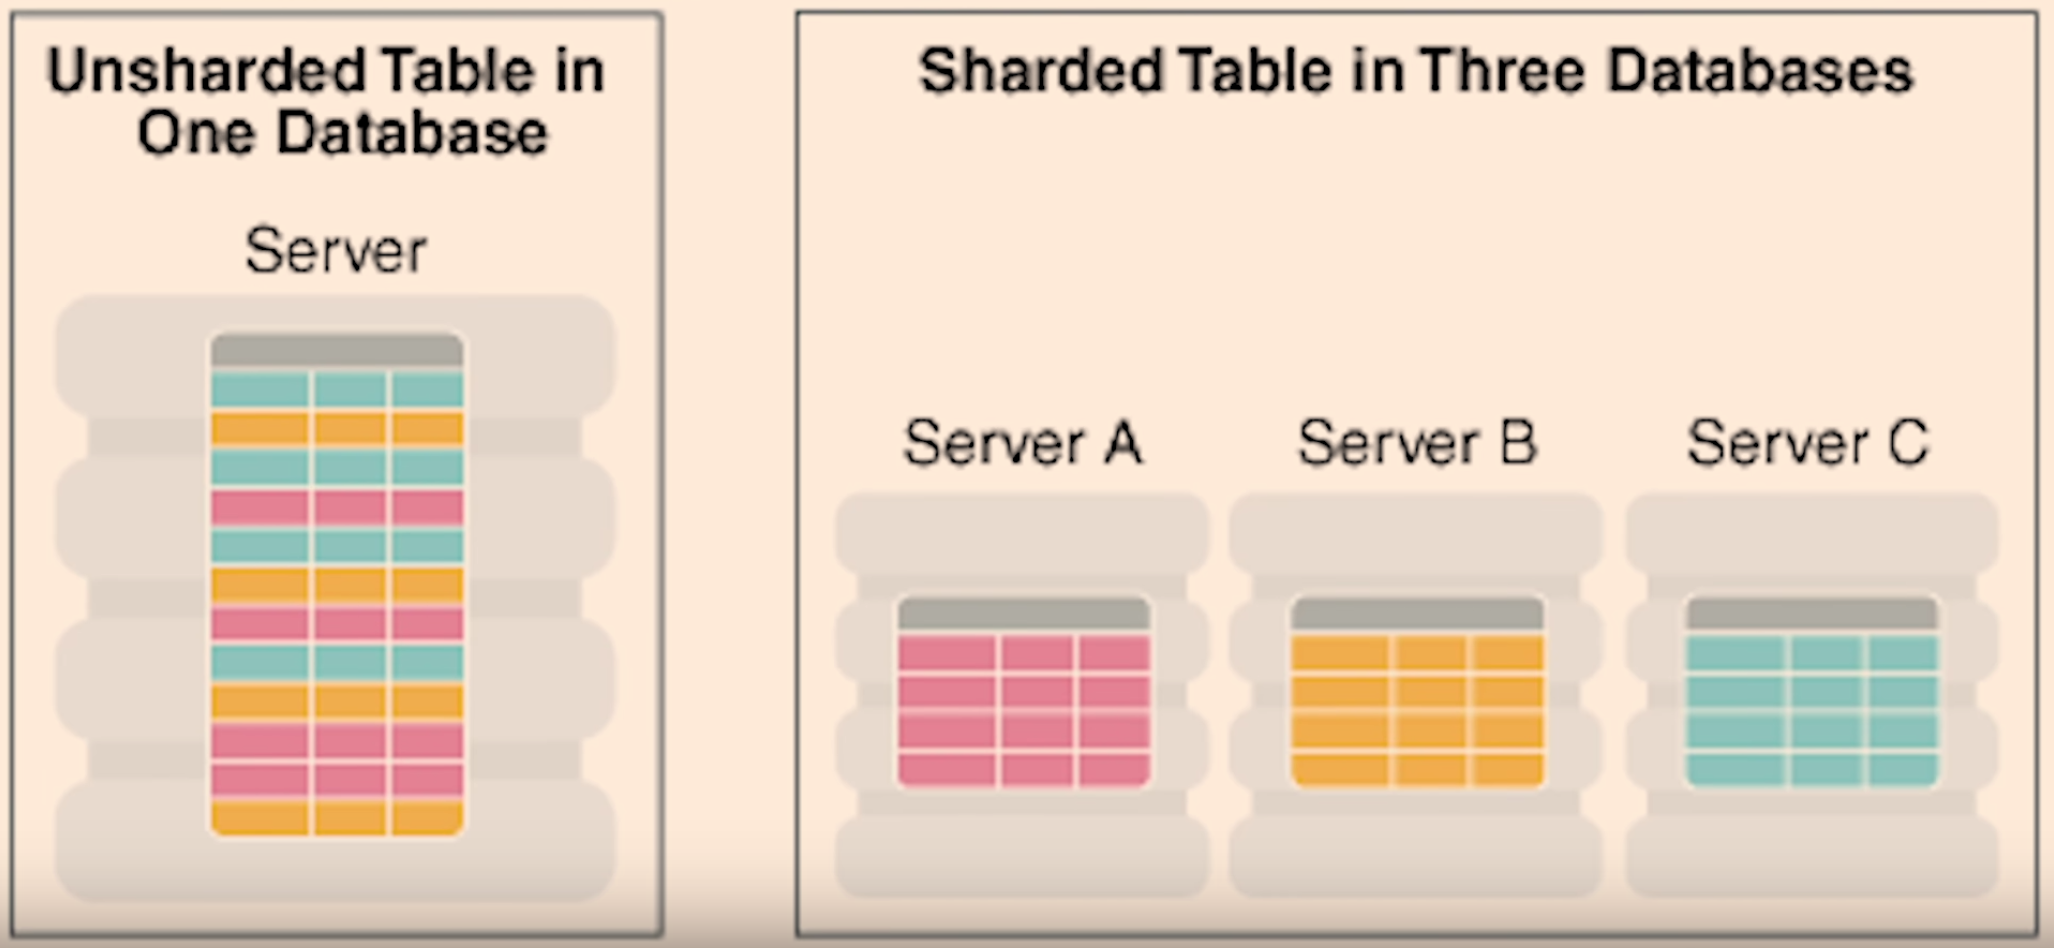 Unsharded Table in
One Database
Server
Sharded Table in Three Databases
Server A
Server B
Server C